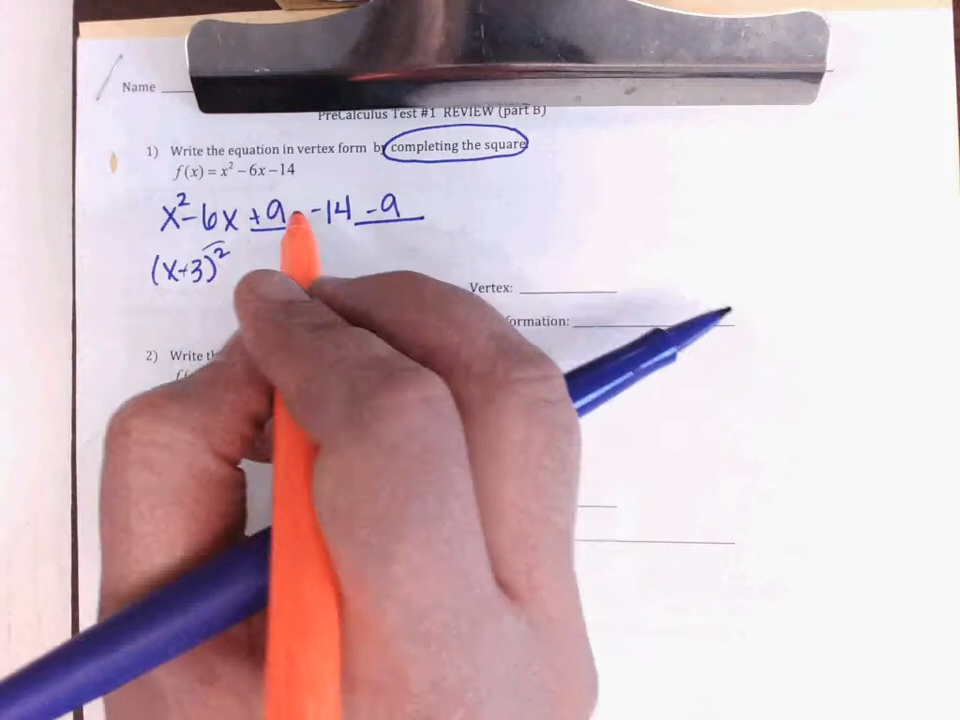 Name
PreCalculus Test #1 REVIEW (part B)
1) Write the equation in vertex form by completing the square
f(x) = x² – 6x – 14
x² - 6x + 9 - 14 - 9
(x-3)²
Vertex:
formation:
2) Write